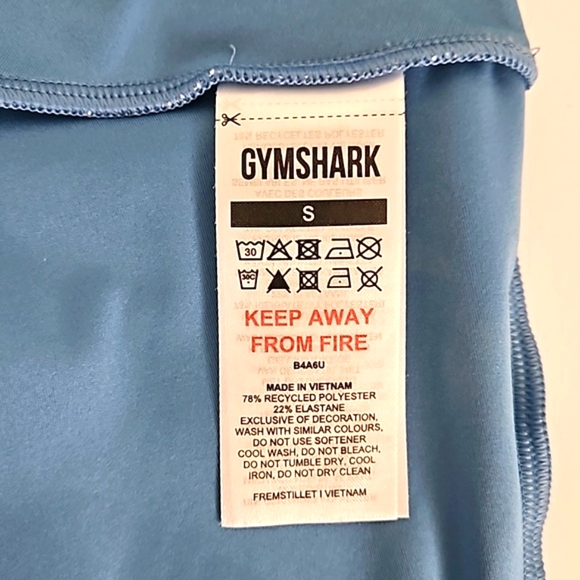 GYMSHARK
S
30
30C
KEEP AWAY
FROM FIRE
B4A6U
MADE IN VIETNAM
78% RECYCLED POLYESTER
22% ELASTANE
EXCLUSIVE OF DECORATION,
WASH WITH SIMILAR COLOURS,
DO NOT USE SOFTENER
COOL WASH, DO NOT BLEACH,
DO NOT TUMBLE DRY, COOL
IRON, DO NOT DRY CLEAN
FREMSTILLET I VIETNAM